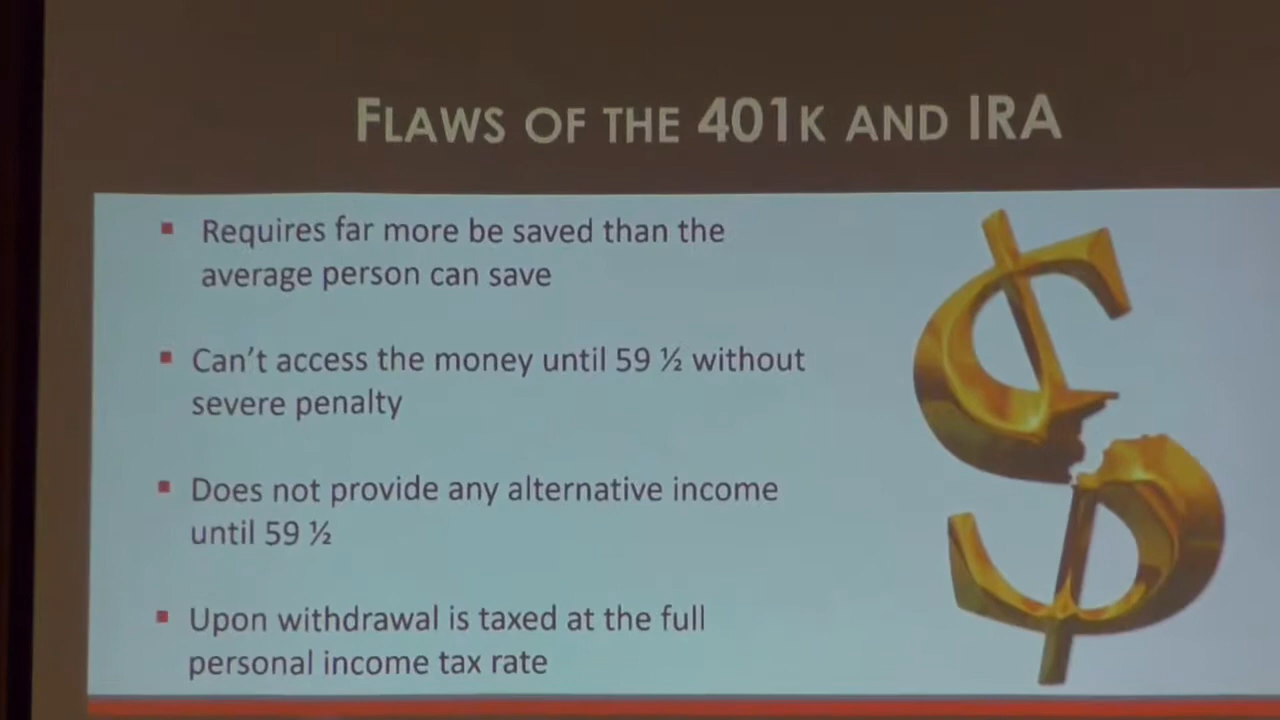 FLAWS OF THE 401K AND IRA
Requires far more be saved than the
average person can save
Can't access the money until 59 ½ without
severe penalty
Does not provide any alternative income
until 59 ½
Upon withdrawal is taxed at the full
personal income tax rate